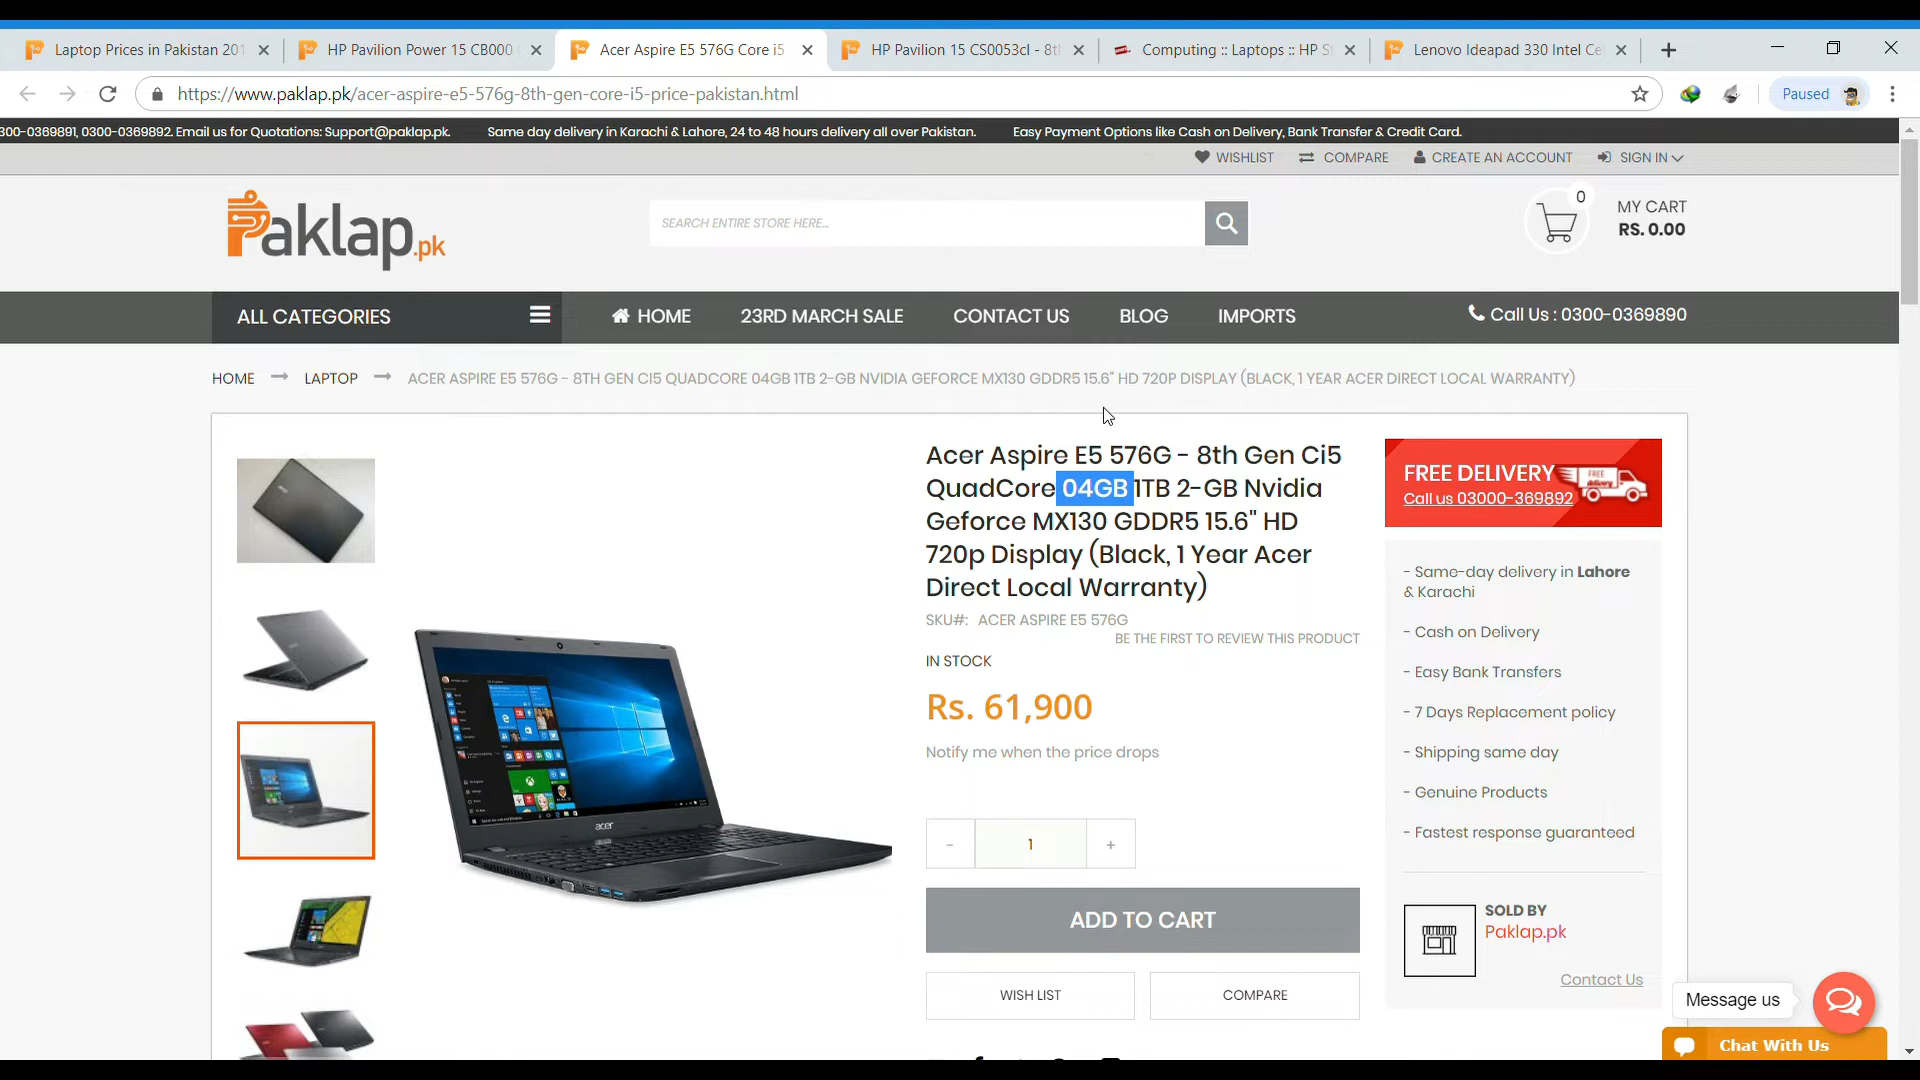 Laptop Prices in Pakistan 201
HP Pavilion Power 15 CB000
Acer Aspire E5 576G Core i5
HP Pavilion 15 CS0053cl - 8th
Computing :: Laptops :: HP S
Lenovo Ideapad 330 Intel Ce
https://www.paklap.pk/acer-aspire-e5-576g-8th-gen-core-i5-price-pakistan.html
Paused
300-0369891, 0300-0369892. Email us for Quotations: Support@paklap.pk. Same day delivery in Karachi & Lahore, 24 to 48 hours delivery all over Pakistan. Easy Payment Options like Cash on Delivery, Bank Transfer & Credit Card.
WISHLIST COMPARE CREATE AN ACCOUNT SIGN IN
Paklap.pk
SEARCH ENTIRE STORE HERE...
0
MY CART
RS. 0.00
ALL CATEGORIES
HOME 23RD MARCH SALE CONTACT US BLOG IMPORTS
Call Us : 0300-0369890
HOME LAPTOP ACER ASPIRE E5 576G - 8TH GEN CI5 QUADCORE 04GB 1TB 2-GB NVIDIA GEFORCE MX130 GDDR5 15.6" HD 720P DISPLAY (BLACK, 1 YEAR ACER DIRECT LOCAL WARRANTY)
acer
Acer Aspire E5 576G - 8th Gen Ci5
QuadCore 04GB 1TB 2-GB Nvidia
Geforce MX130 GDDR5 15.6" HD
720p Display (Black, 1 Year Acer
Direct Local Warranty)
SKU#: ACER ASPIRE E5 576G
BE THE FIRST TO REVIEW THIS PRODUCT
IN STOCK
Rs. 61,900
Notify me when the price drops
- 1 +
ADD TO CART
WISH LIST COMPARE
FREE DELIVERY
FREE
delivery
Call us 03000-369892
- Same-day delivery in Lahore
& Karachi
- Cash on Delivery
- Easy Bank Transfers
- 7 Days Replacement policy
- Shipping same day
- Genuine Products
- Fastest response guaranteed
SOLD BY
Paklap.pk
Contact Us
Message us
Chat With Us